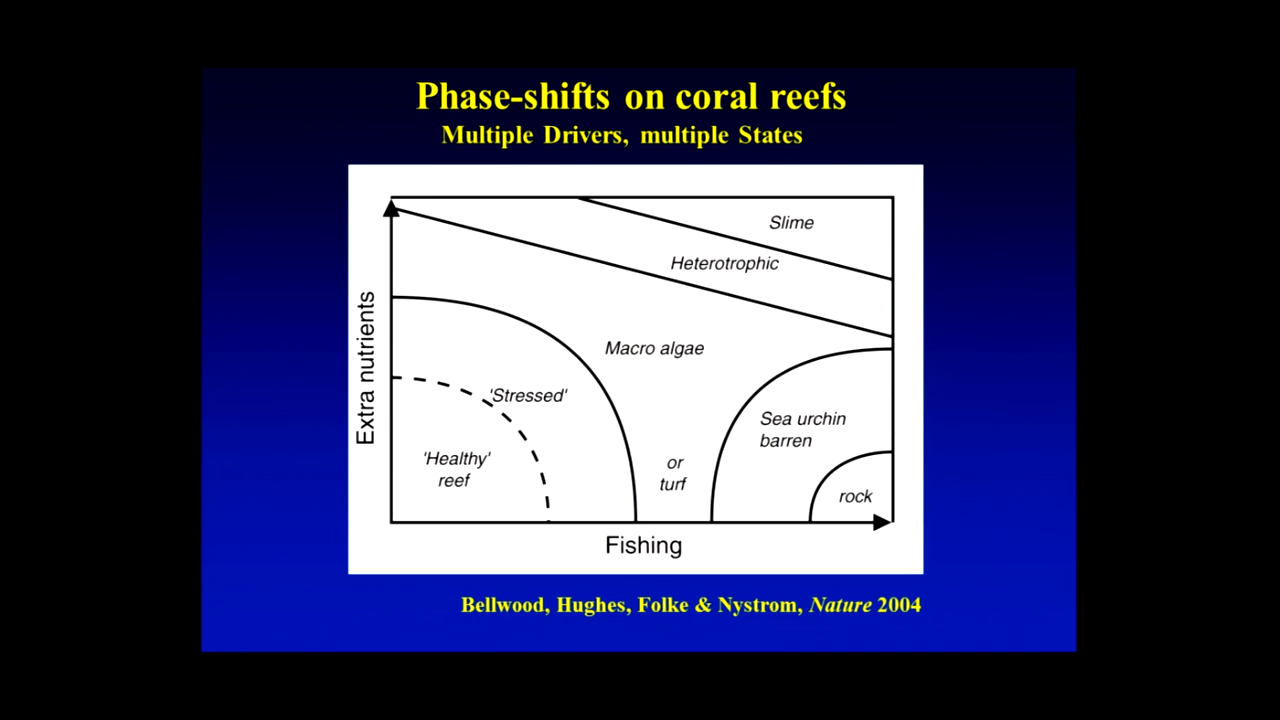 Phase-shifts on coral reefs
Multiple Drivers, multiple States
Slime
Heterotrophic
Extra nutrients
Macro algae
'Stressed'
Sea urchin
barren
'Healthy'
reef
or
turf
rock
Fishing
Bellwood, Hughes, Folke & Nystrom, Nature 2004